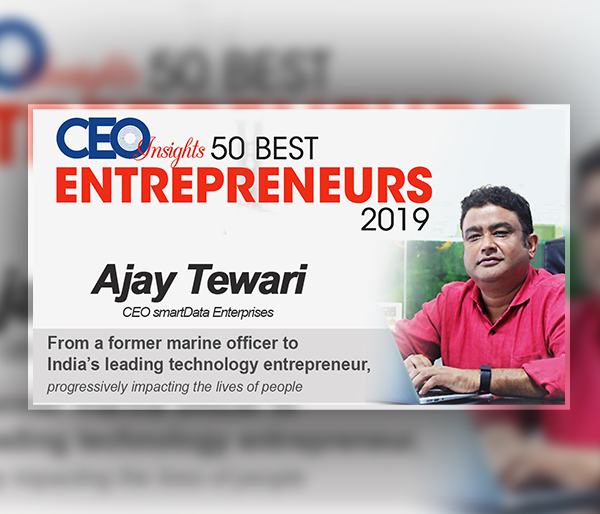 CEO Insights 50 BEST
ENTREPRENEURS
2019
Ajay Tewari
CEO smartData Enterprises
From a former marine officer to
India's leading technology entrepreneur,
progressively impacting the lives of people